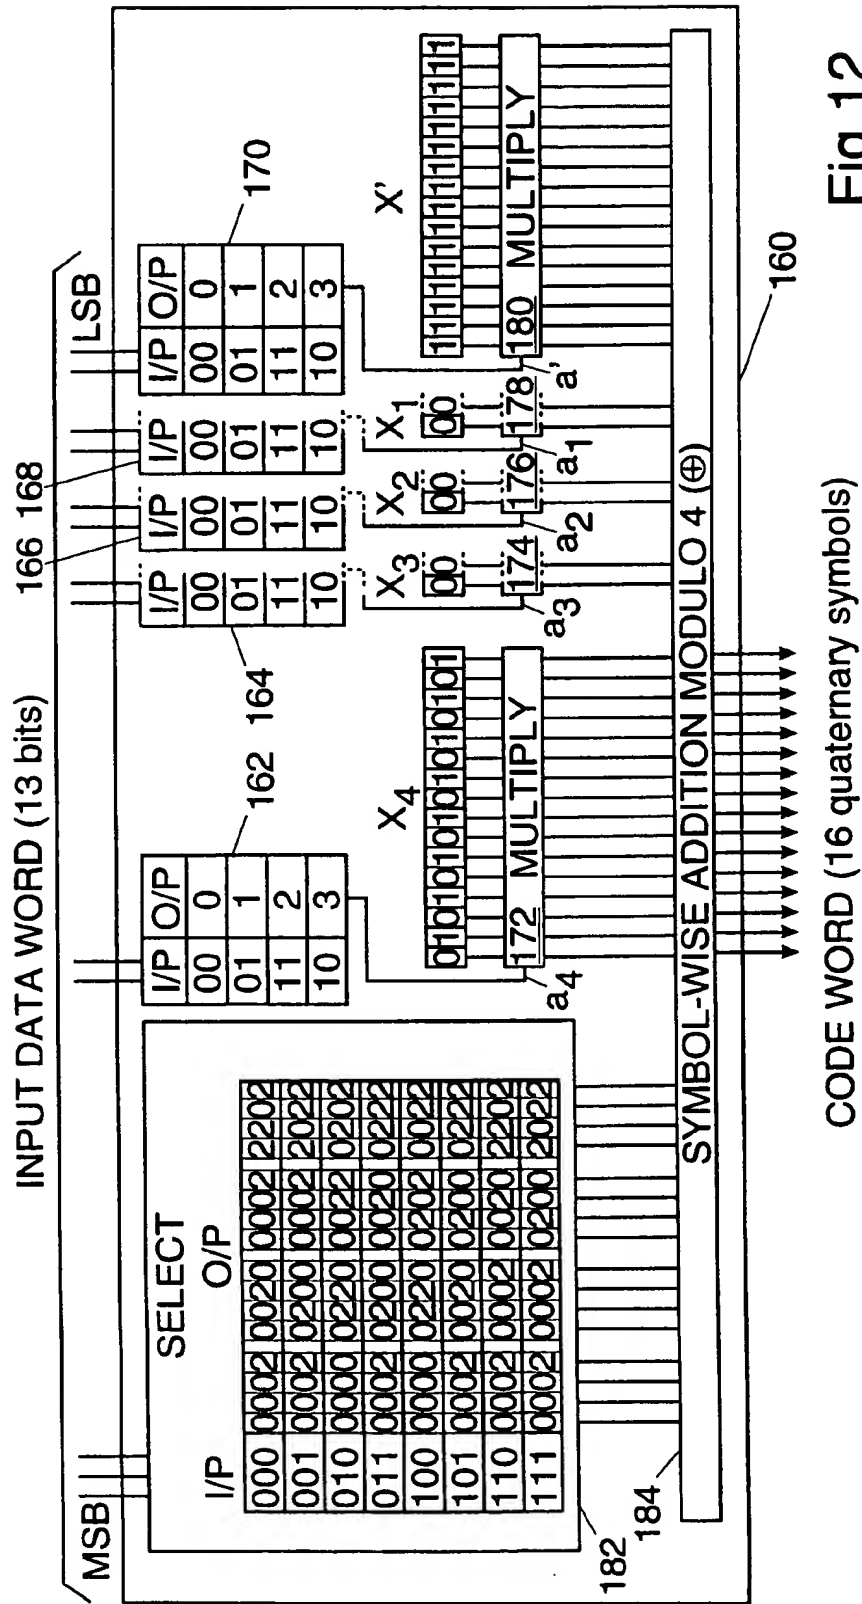 INPUT DATA WORD (13 bits)
MSB
LSB
166 168
SELECT
I/P O/P
000 0002 0020 0002 2202
001 0002 0200 0002 2022
010 0000 0220 0022 0202
011 0002 0200 0020 0222
100 0000 0220 0202 0022
101 0002 0020 0200 0222
110 0002 0002 0020 2202
111 0002 0002 0200 2022
182
I/P O/P
00 0
01 1
11 2
10 3
162
I/P
00
01
11
10
164
I/P
00
01
11
10
I/P
00
01
11
10
I/P O/P
00 0
01 1
11 2
10 3
170
X4
0101010101010101
172 MULTIPLY
a4
X3
00
174
a3
X2
00
176
a2
X1
00
178
a1
X'
1111111111111111
180 MULTIPLY
a'
184
SYMBOL-WISE ADDITION MODULO 4 (⊕)
160
CODE WORD (16 quaternary symbols)
Fig.12